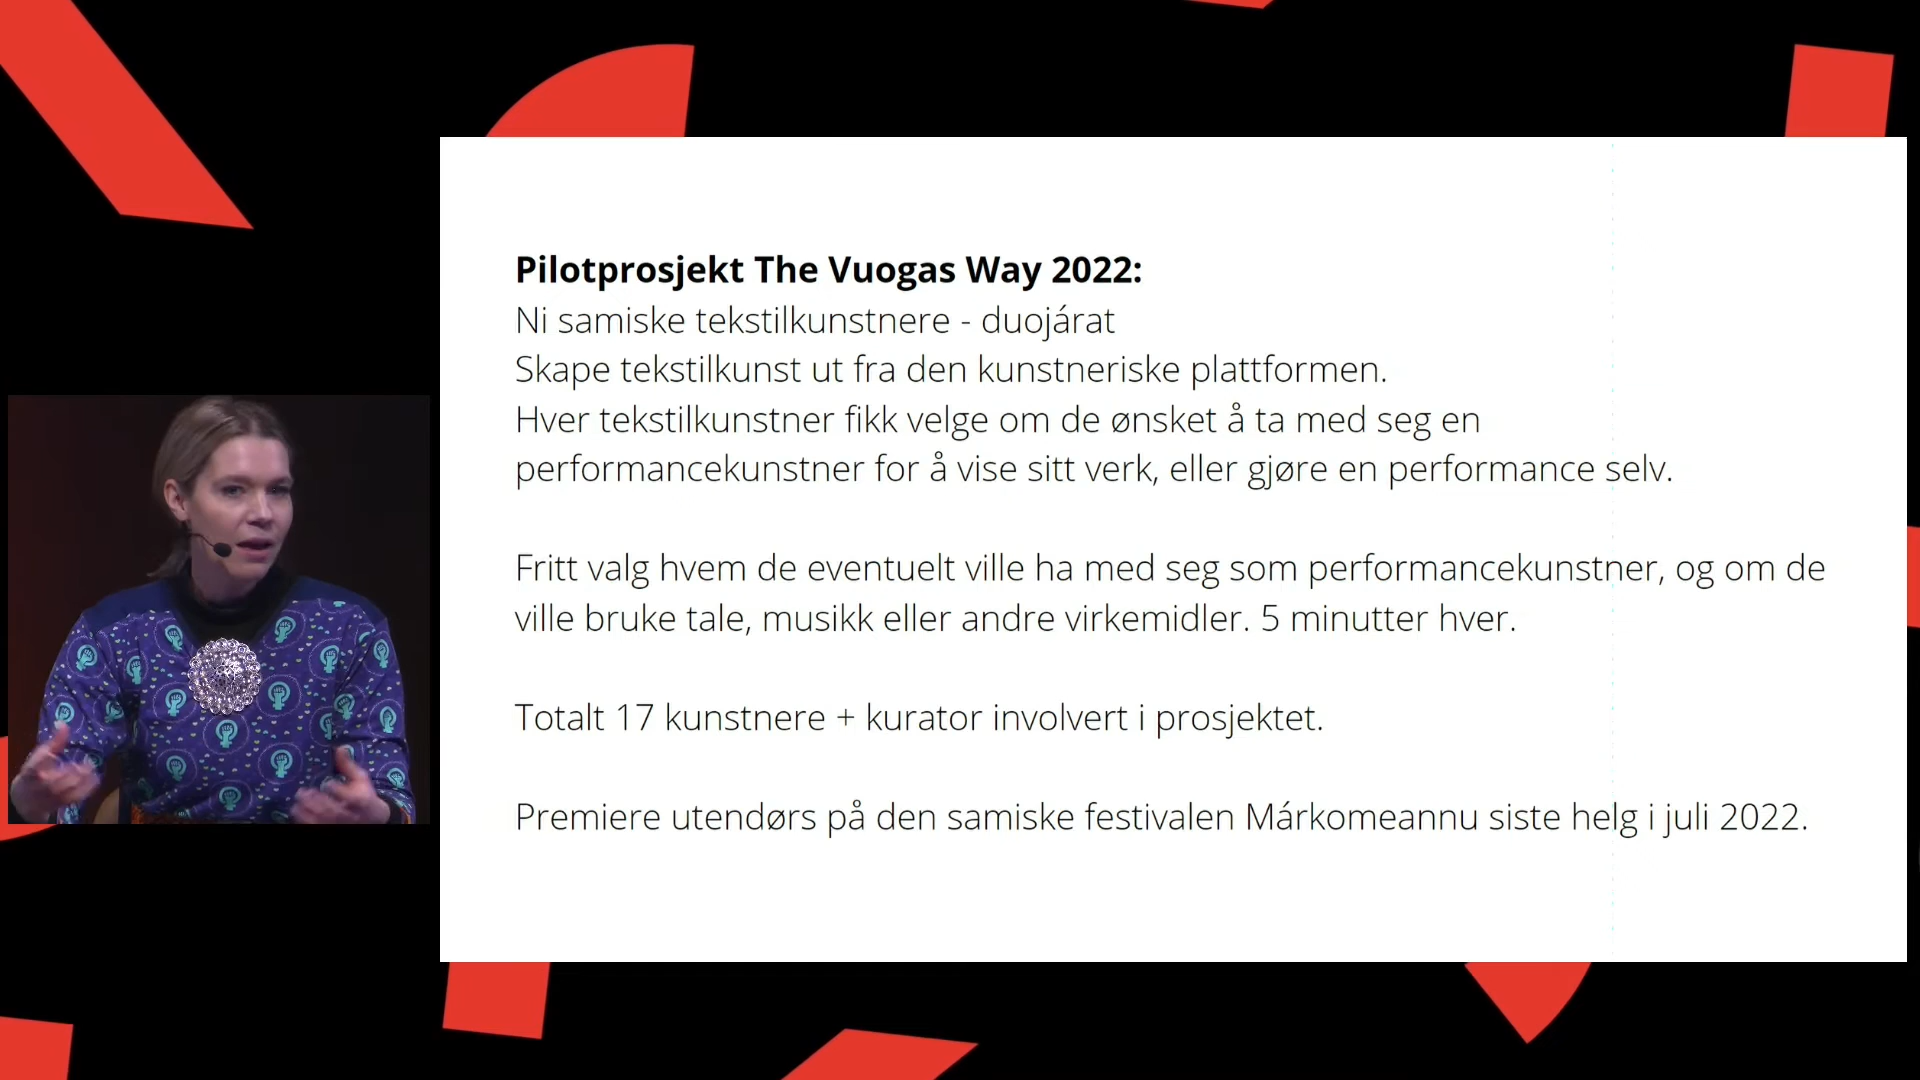 Pilotprosjekt The Vuogas Way 2022:
Ni samiske tekstilkunstnere - duojárat
Skape tekstilkunst ut fra den kunstneriske plattformen.
Hver tekstilkunstner fikk velge om de ønsket å ta med seg en
performancekunstner for å vise sitt verk, eller gjøre en performance selv.
Fritt valg hvem de eventuelt ville ha med seg som performancekunstner, og om de
ville bruke tale, musikk eller andre virkemidler. 5 minutter hver.
Totalt 17 kunstnere + kurator involvert i prosjektet.
Premiere utendørs på den samiske festivalen Márkomeannu siste helg i juli 2022.